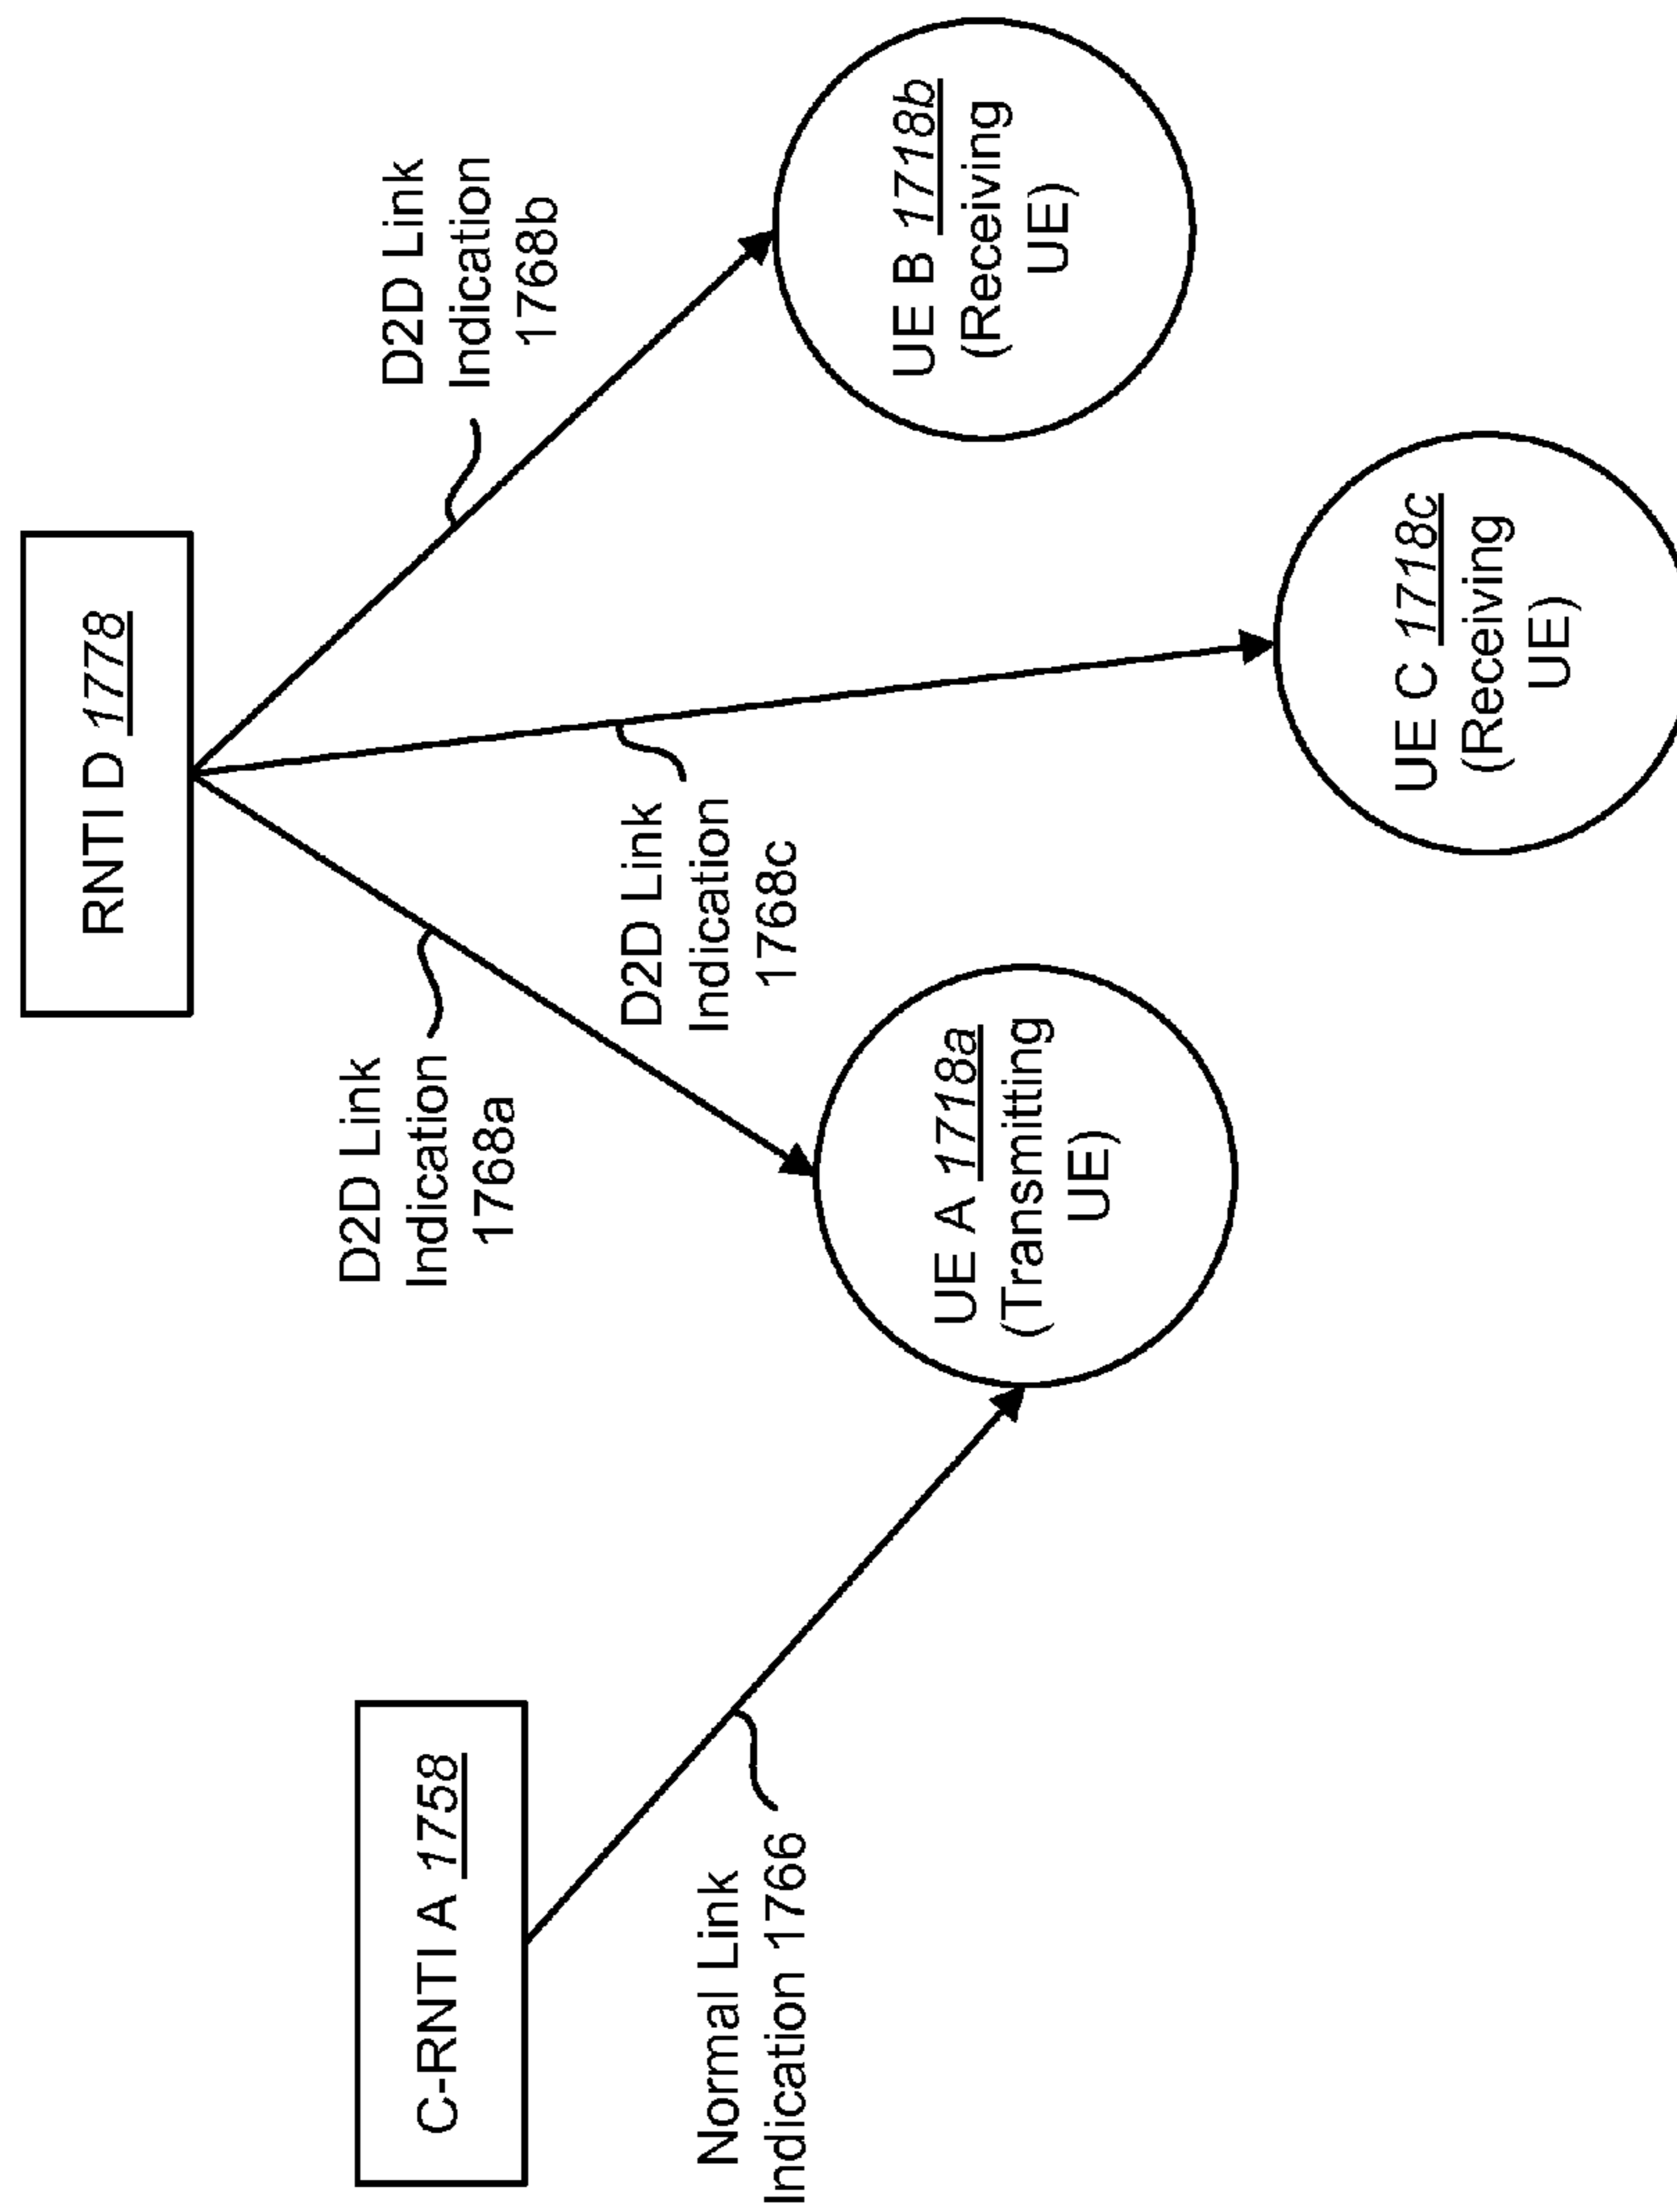 RNTI D 1778
D2D Link
Indication
1768a
D2D Link
Indication
1768b
D2D Link
Indication
1768c
C-RNTI A 1758
Normal Link
Indication 1766
UE A 1718a
(Transmitting
UE)
UE B 1718b
(Receiving
UE)
UE C 1718c
(Receiving
UE)